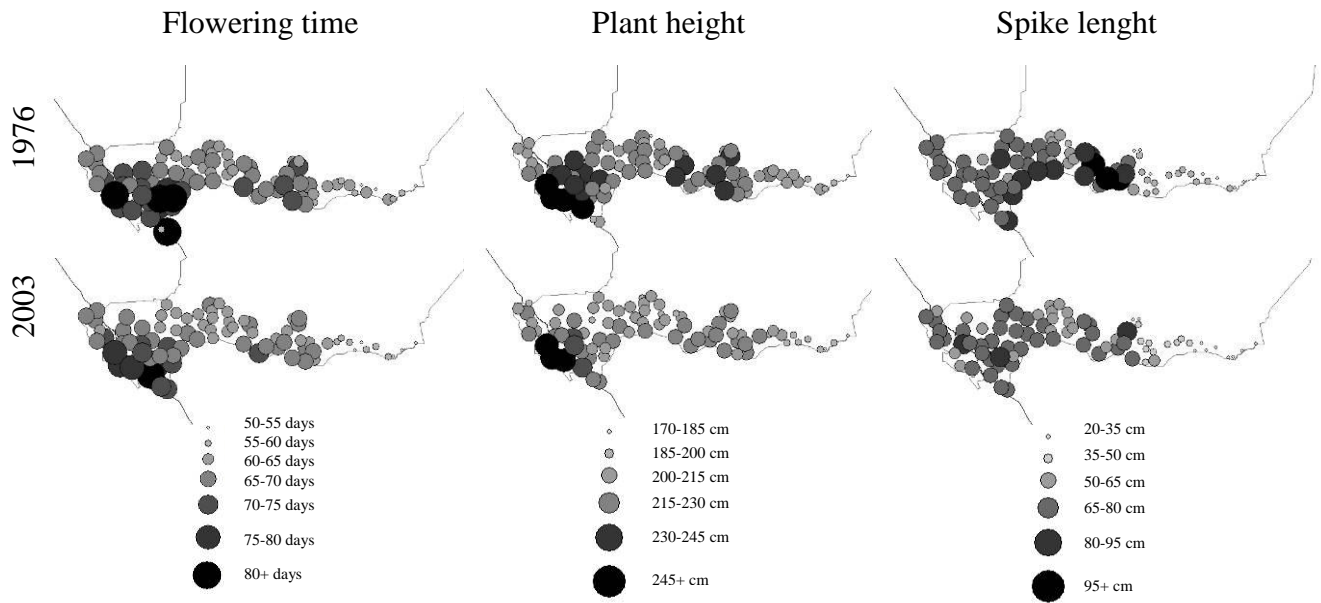 Flowering time
Plant height
Spike lenght
1976
2003
50-55 days
55-60 days
60-65 days
65-70 days
70-75 days
75-80 days
80+ days
170-185 cm
185-200 cm
200-215 cm
215-230 cm
230-245 cm
245+ cm
20-35 cm
35-50 cm
50-65 cm
65-80 cm
80-95 cm
95+ cm